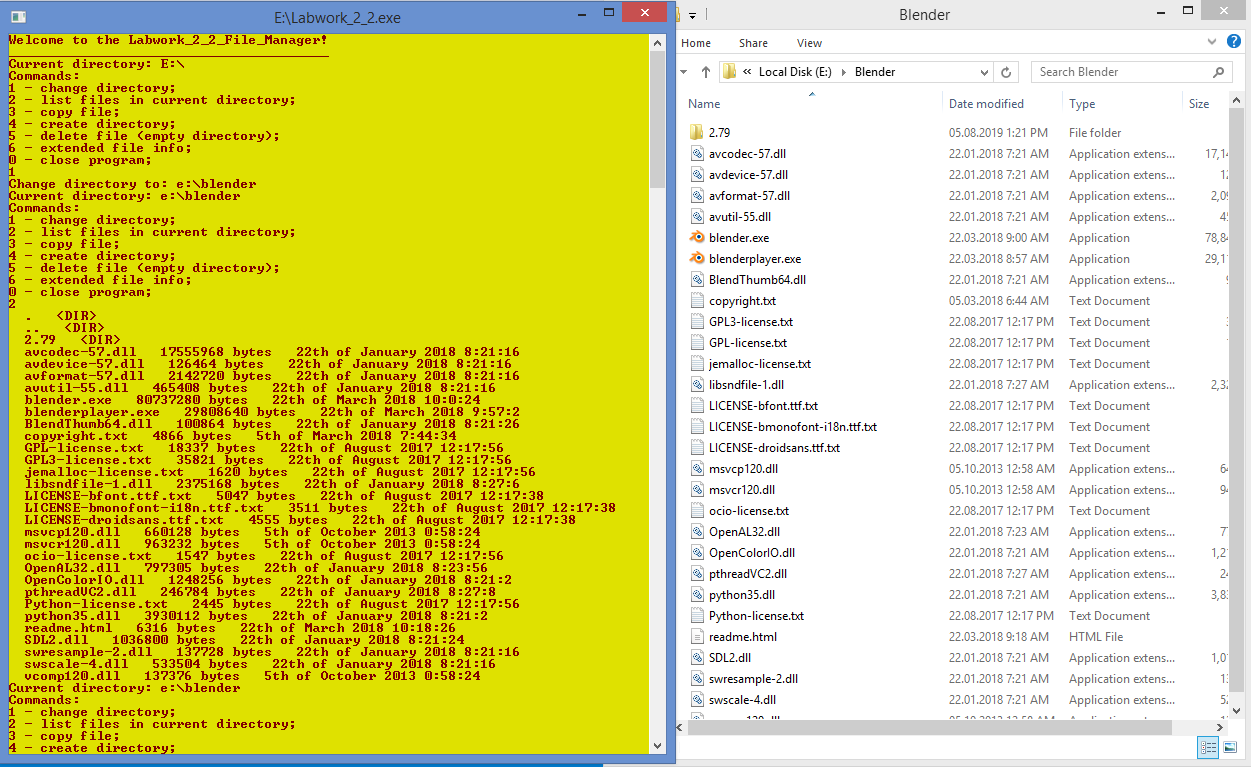 E:\Labwork_2_2.exe
Welcome to the Labwork_2_2_File_Manager!
Current directory: E:\
Commands:
1 - change directory;
2 - list files in current directory;
3 - copy file;
4 - create directory;
5 - delete file (empty directory);
6 - extended file info;
0 - close program;
1
Change directory to: e:\blender
Current directory: e:\blender
Commands:
1 - change directory;
2 - list files in current directory;
3 - copy file;
4 - create directory;
5 - delete file (empty directory);
6 - extended file info;
0 - close program;
2
. <DIR>
.. <DIR>
2.79 <DIR>
avcodec-57.dll 17555968 bytes 22th of January 2018 8:21:16
avdevice-57.dll 126464 bytes 22th of January 2018 8:21:16
avformat-57.dll 2142720 bytes 22th of January 2018 8:21:16
avutil-55.dll 465408 bytes 22th of January 2018 8:21:16
blender.exe 80737280 bytes 22th of March 2018 10:0:24
blenderplayer.exe 29808640 bytes 22th of March 2018 9:57:2
BlendThumb64.dll 100864 bytes 22th of January 2018 8:21:26
copyright.txt 4866 bytes 5th of March 2018 7:44:34
GPL-license.txt 18337 bytes 22th of August 2017 12:17:56
GPL3-license.txt 35821 bytes 22th of August 2017 12:17:56
jemalloc-license.txt 1620 bytes 22th of August 2017 12:17:56
libsndfile-1.dll 2375168 bytes 22th of January 2018 8:27:6
LICENSE-bfont.ttf.txt 5047 bytes 22th of August 2017 12:17:38
LICENSE-bmonofont-i18n.ttf.txt 3511 bytes 22th of August 2017 12:17:38
LICENSE-droidsans.ttf.txt 4555 bytes 22th of August 2017 12:17:38
msvcp120.dll 660128 bytes 5th of October 2013 0:58:24
msvcr120.dll 963232 bytes 5th of October 2013 0:58:24
ocio-license.txt 1547 bytes 22th of August 2017 12:17:56
OpenAL32.dll 797305 bytes 22th of January 2018 8:23:56
OpenColorIO.dll 1248256 bytes 22th of January 2018 8:21:2
pthreadVC2.dll 246784 bytes 22th of January 2018 8:27:8
Python-license.txt 2445 bytes 22th of August 2017 12:17:56
python35.dll 3930112 bytes 22th of January 2018 8:21:2
readme.html 6316 bytes 22th of March 2018 10:18:26
SDL2.dll 1036800 bytes 22th of January 2018 8:21:24
swresample-2.dll 137728 bytes 22th of January 2018 8:21:16
swscale-4.dll 533504 bytes 22th of January 2018 8:21:16
vcomp120.dll 137376 bytes 5th of October 2013 0:58:24
Current directory: e:\blender
Commands:
1 - change directory;
2 - list files in current directory;
3 - copy file;
4 - create directory;
Blender
Home Share View
« Local Disk (E:) Blender Search Blender
Name Date modified Type Size
2.79 05.08.2019 1:21 PM File folder
avcodec-57.dll 22.01.2018 7:21 AM Application extens... 17,14
avdevice-57.dll 22.01.2018 7:21 AM Application extens... 12
avformat-57.dll 22.01.2018 7:21 AM Application extens... 2,09
avutil-55.dll 22.01.2018 7:21 AM Application extens... 45
blender.exe 22.03.2018 9:00 AM Application 78,84
blenderplayer.exe 22.03.2018 8:57 AM Application 29,11
BlendThumb64.dll 22.01.2018 7:21 AM Application extens... 9
copyright.txt 05.03.2018 6:44 AM Text Document
GPL3-license.txt 22.08.2017 12:17 PM Text Document
GPL-license.txt 22.08.2017 12:17 PM Text Document
jemalloc-license.txt 22.08.2017 12:17 PM Text Document
libsndfile-1.dll 22.01.2018 7:27 AM Application extens... 2,32
LICENSE-bfont.ttf.txt 22.08.2017 12:17 PM Text Document
LICENSE-bmonofont-i18n.ttf.txt 22.08.2017 12:17 PM Text Document
LICENSE-droidsans.ttf.txt 22.08.2017 12:17 PM Text Document
msvcp120.dll 05.10.2013 12:58 AM Application extens... 64
msvcr120.dll 05.10.2013 12:58 AM Application extens... 94
ocio-license.txt 22.08.2017 12:17 PM Text Document
OpenAL32.dll 22.01.2018 7:23 AM Application extens... 77
OpenColorIO.dll 22.01.2018 7:21 AM Application extens... 1,21
pthreadVC2.dll 22.01.2018 7:27 AM Application extens... 24
python35.dll 22.01.2018 7:21 AM Application extens... 3,83
Python-license.txt 22.08.2017 12:17 PM Text Document
readme.html 22.03.2018 9:18 AM HTML File
SDL2.dll 22.01.2018 7:21 AM Application extens... 1,01
swresample-2.dll 22.01.2018 7:21 AM Application extens... 13
swscale-4.dll 22.01.2018 7:21 AM Application extens... 52